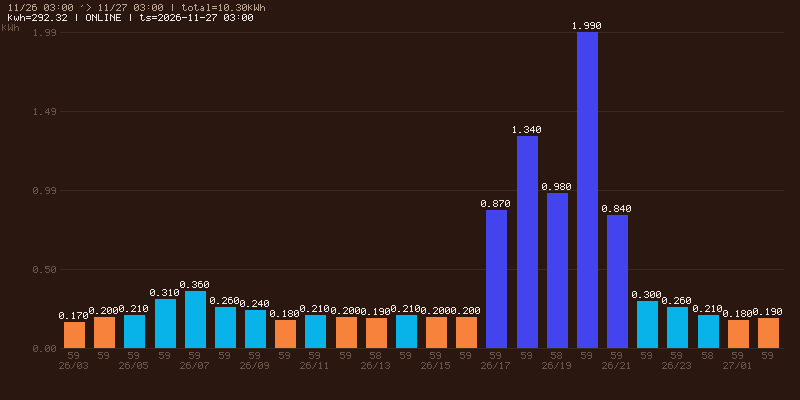 11/26 03:00 -> 11/27 03:00 | total=10.30kWh
Kwh=292.32 | ONLINE | ts=2026-11-27 03:00
kWh
1.99
1.49
0.99
0.50
0.00
0.170 0.200 0.210 0.310 0.360 0.260 0.240 0.180 0.210 0.200 0.190 0.210 0.200 0.200 0.870 1.340 0.980 1.990 0.840 0.300 0.260 0.210 0.180 0.190
59 59 59 59 59 59 59 59 59 59 58 59 59 59 59 59 58 59 59 59 59 58 59 59
26/03 26/05 26/07 26/09 26/11 26/13 26/15 26/17 26/19 26/21 26/23 27/01